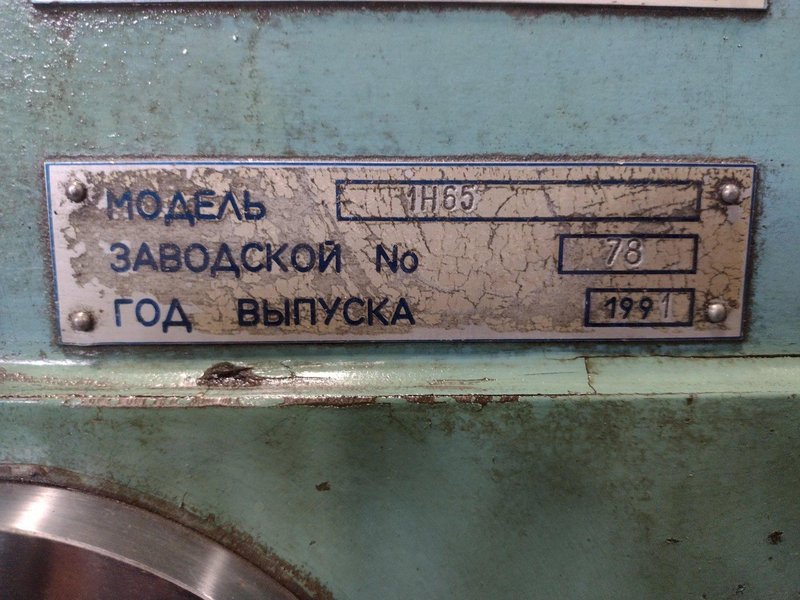 МОДЕЛЬ 1Н65
ЗАВОДСКОЙ No 78
ГОД ВЫПУСКА 1991